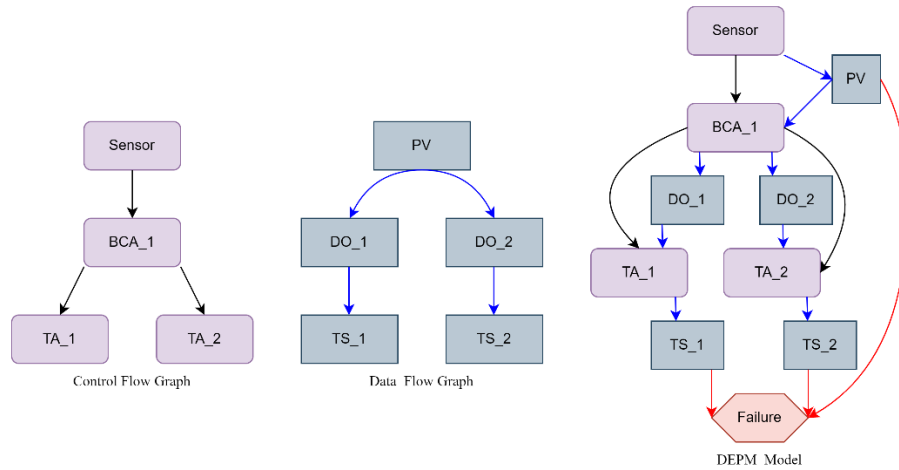 Sensor
BCA_1
TA_1
TA_2
Control Flow Graph
PV
DO_1
DO_2
TS_1
TS_2
Data Flow Graph
Sensor
PV
BCA_1
DO_1
DO_2
TA_1
TA_2
TS_1
TS_2
Failure
DEPM Model